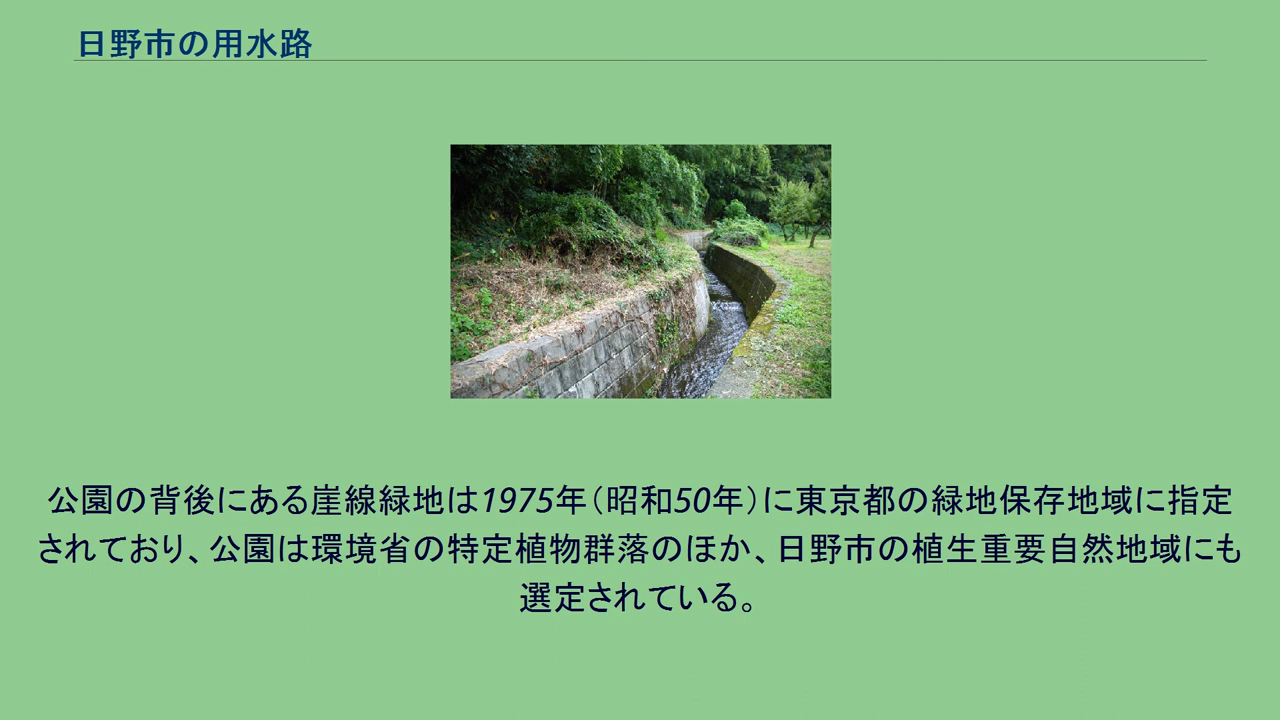 日野市の用水路
公園の背後にある崖線緑地は1975年（昭和50年）に東京都の緑地保存地域に指定
されており、公園は環境省の特定植物群落のほか、日野市の植生重要自然地域にも
選定されている。